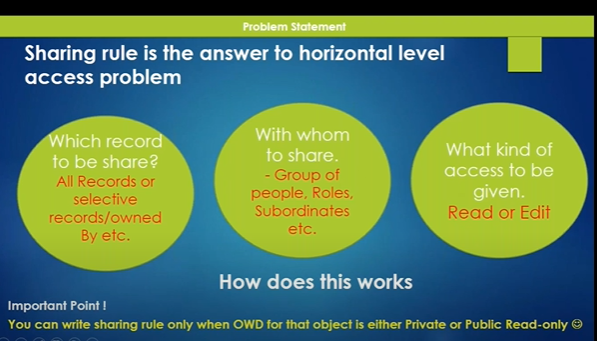 Problem Statement
Sharing rule is the answer to horizontal level
access problem
Which record
to be share?
All Records or
selective
records/owned
By etc.
With whom
to share.
- Group of
people, Roles,
Subordinates
etc.
What kind of
access to be
given.
Read or Edit
How does this works
Important Point !
You can write sharing rule only when OWD for that object is either Private or Public Read-only ☺